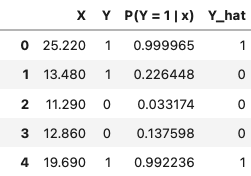 X Y P(Y = 1 | x) Y_hat
0 25.220 1 0.999965 1
1 13.480 1 0.226448 0
2 11.290 0 0.033174 0
3 12.860 0 0.137598 0
4 19.690 1 0.992236 1